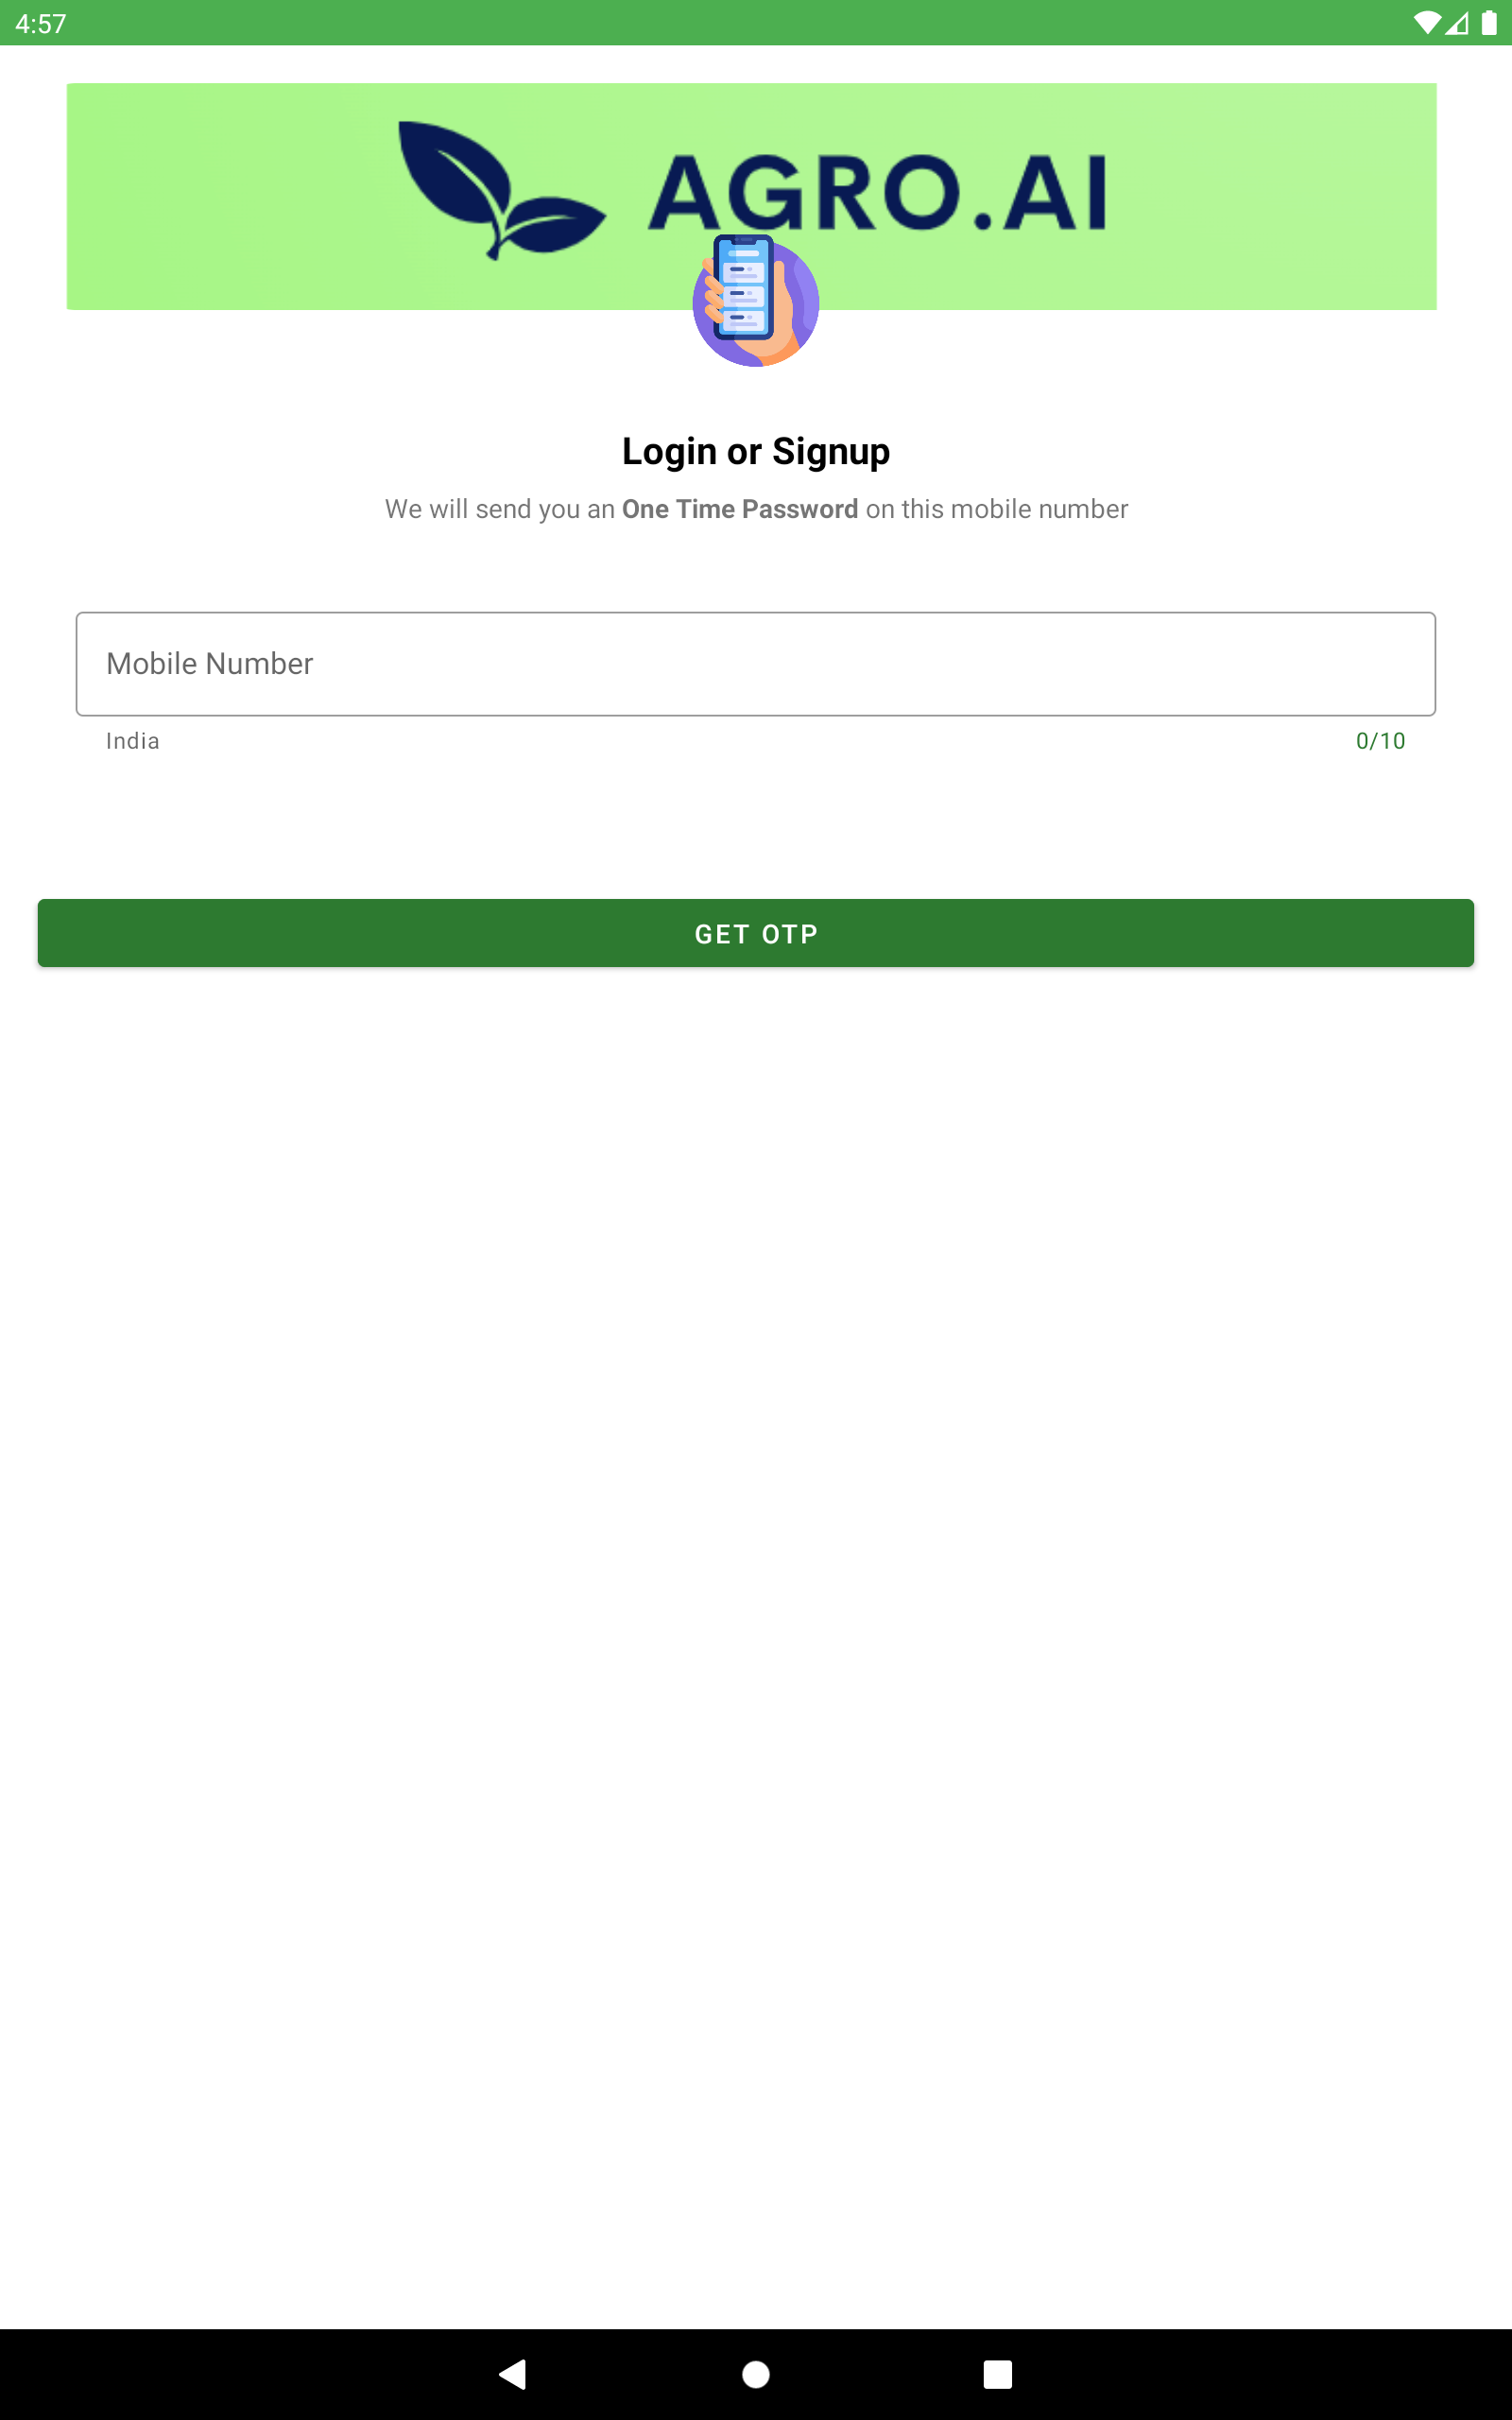 4:57
AGRO.AI
Login or Signup
We will send you an One Time Password on this mobile number
Mobile Number
India 0/10
GET OTP